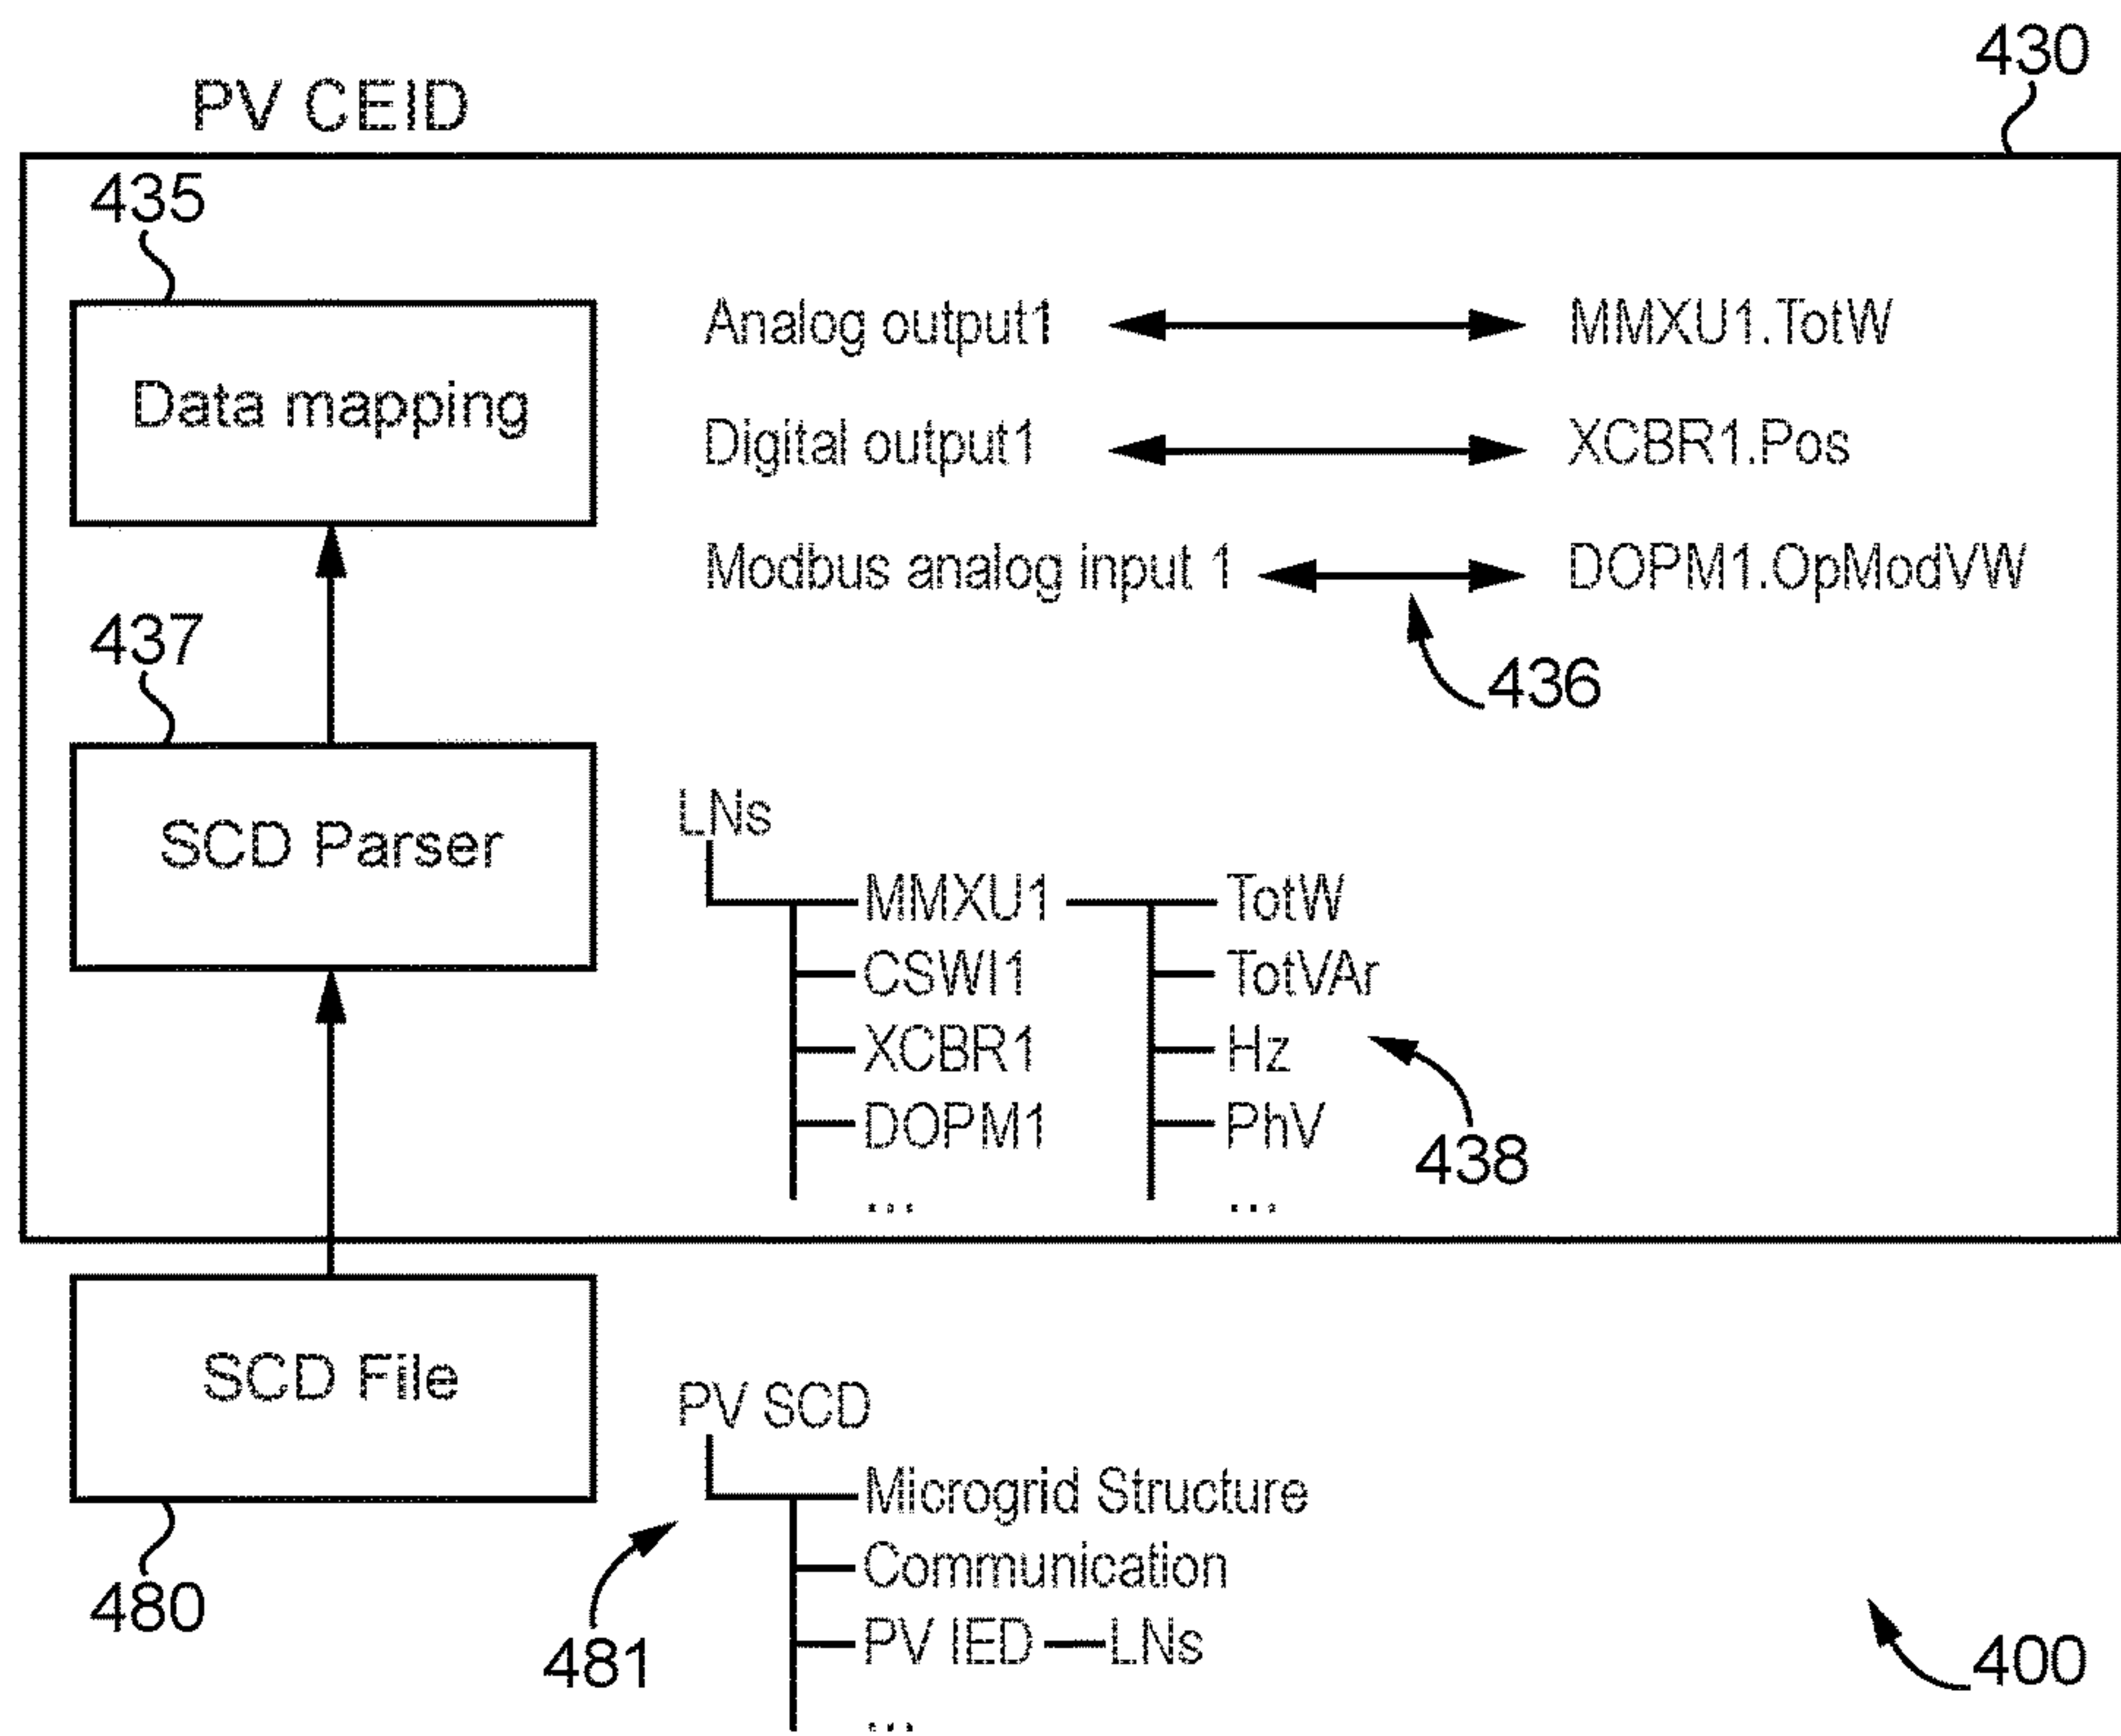 430
PV CEID
435
Data mapping
Analog output1 MMXU1.TotW
Digital output1 XCBR1.Pos
Modbus analog input 1 DOPM1.OpModVW
436
437
SCD Parser
LNs
MMXU1 TotW
CSWI1 TotVAr
XCBR1 Hz
DOPM1 PhV
... ...
438
SCD File
480
PV SCD
Microgrid Structure
Communication
PV IED LNs
...
481
400